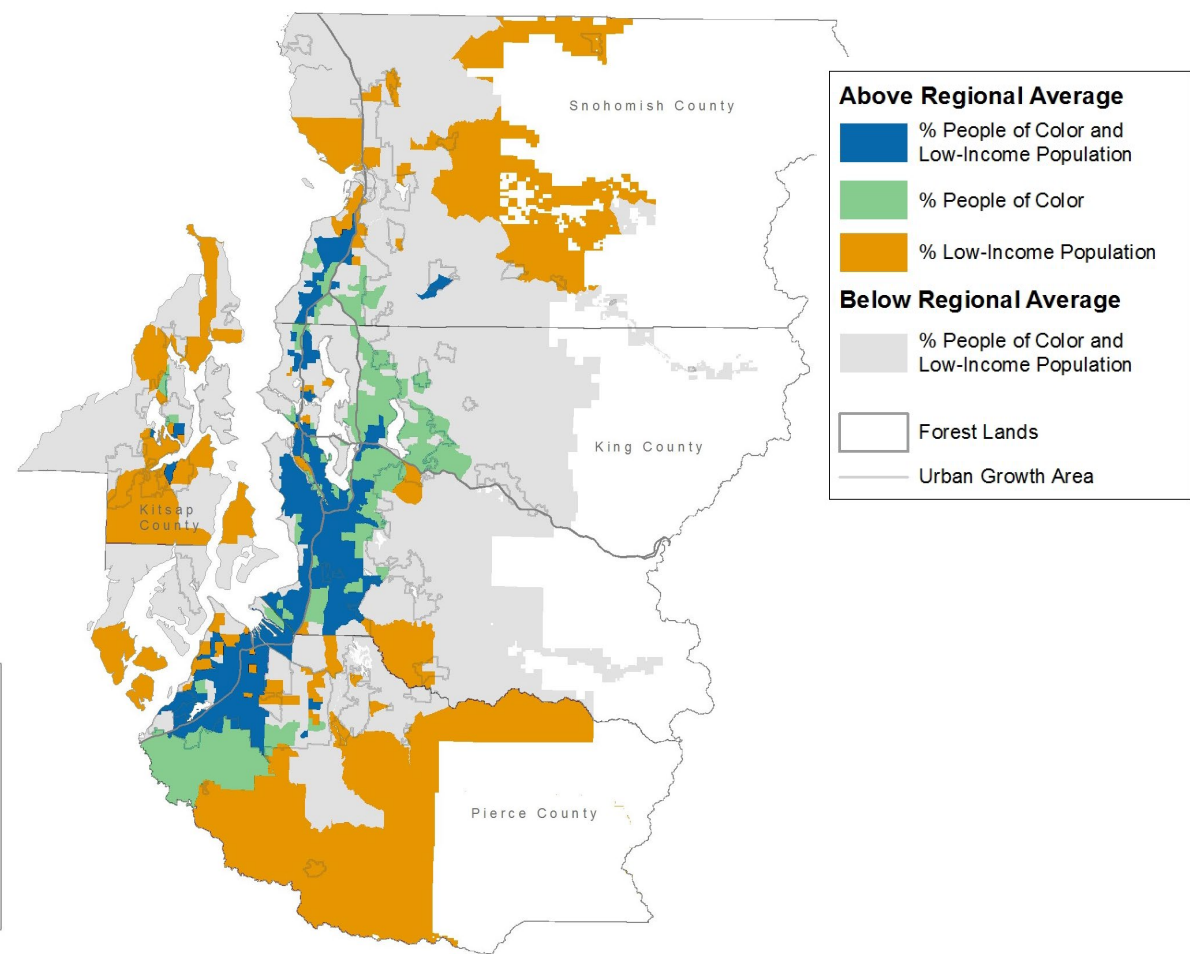 Snohomish County
King County
Kitsap
County
Pierce County
Above Regional Average
% People of Color and
Low-Income Population
% People of Color
% Low-Income Population
Below Regional Average
% People of Color and
Low-Income Population
Forest Lands
Urban Growth Area